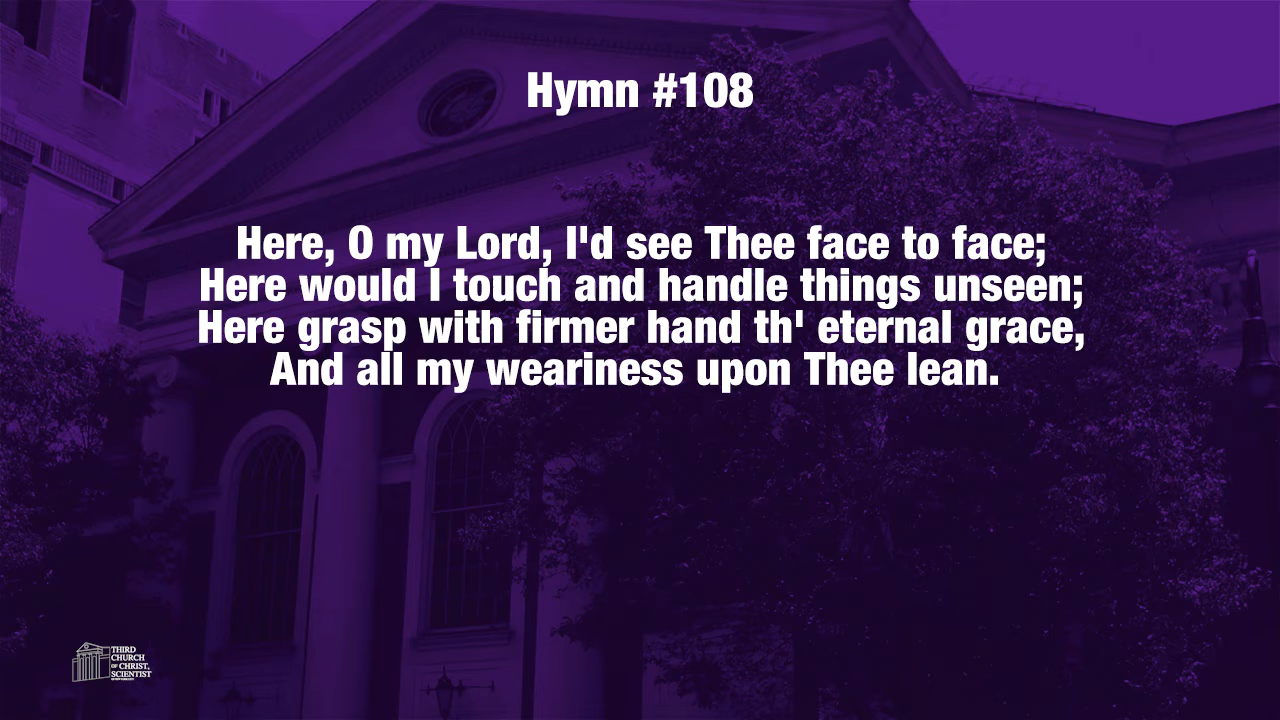 Hymn #108
Here, O my Lord, I'd see Thee face to face;
Here would I touch and handle things unseen;
Here grasp with firmer hand th' eternal grace,
And all my weariness upon Thee lean.
THIRD
CHURCH
OF CHRIST,
SCIENTIST